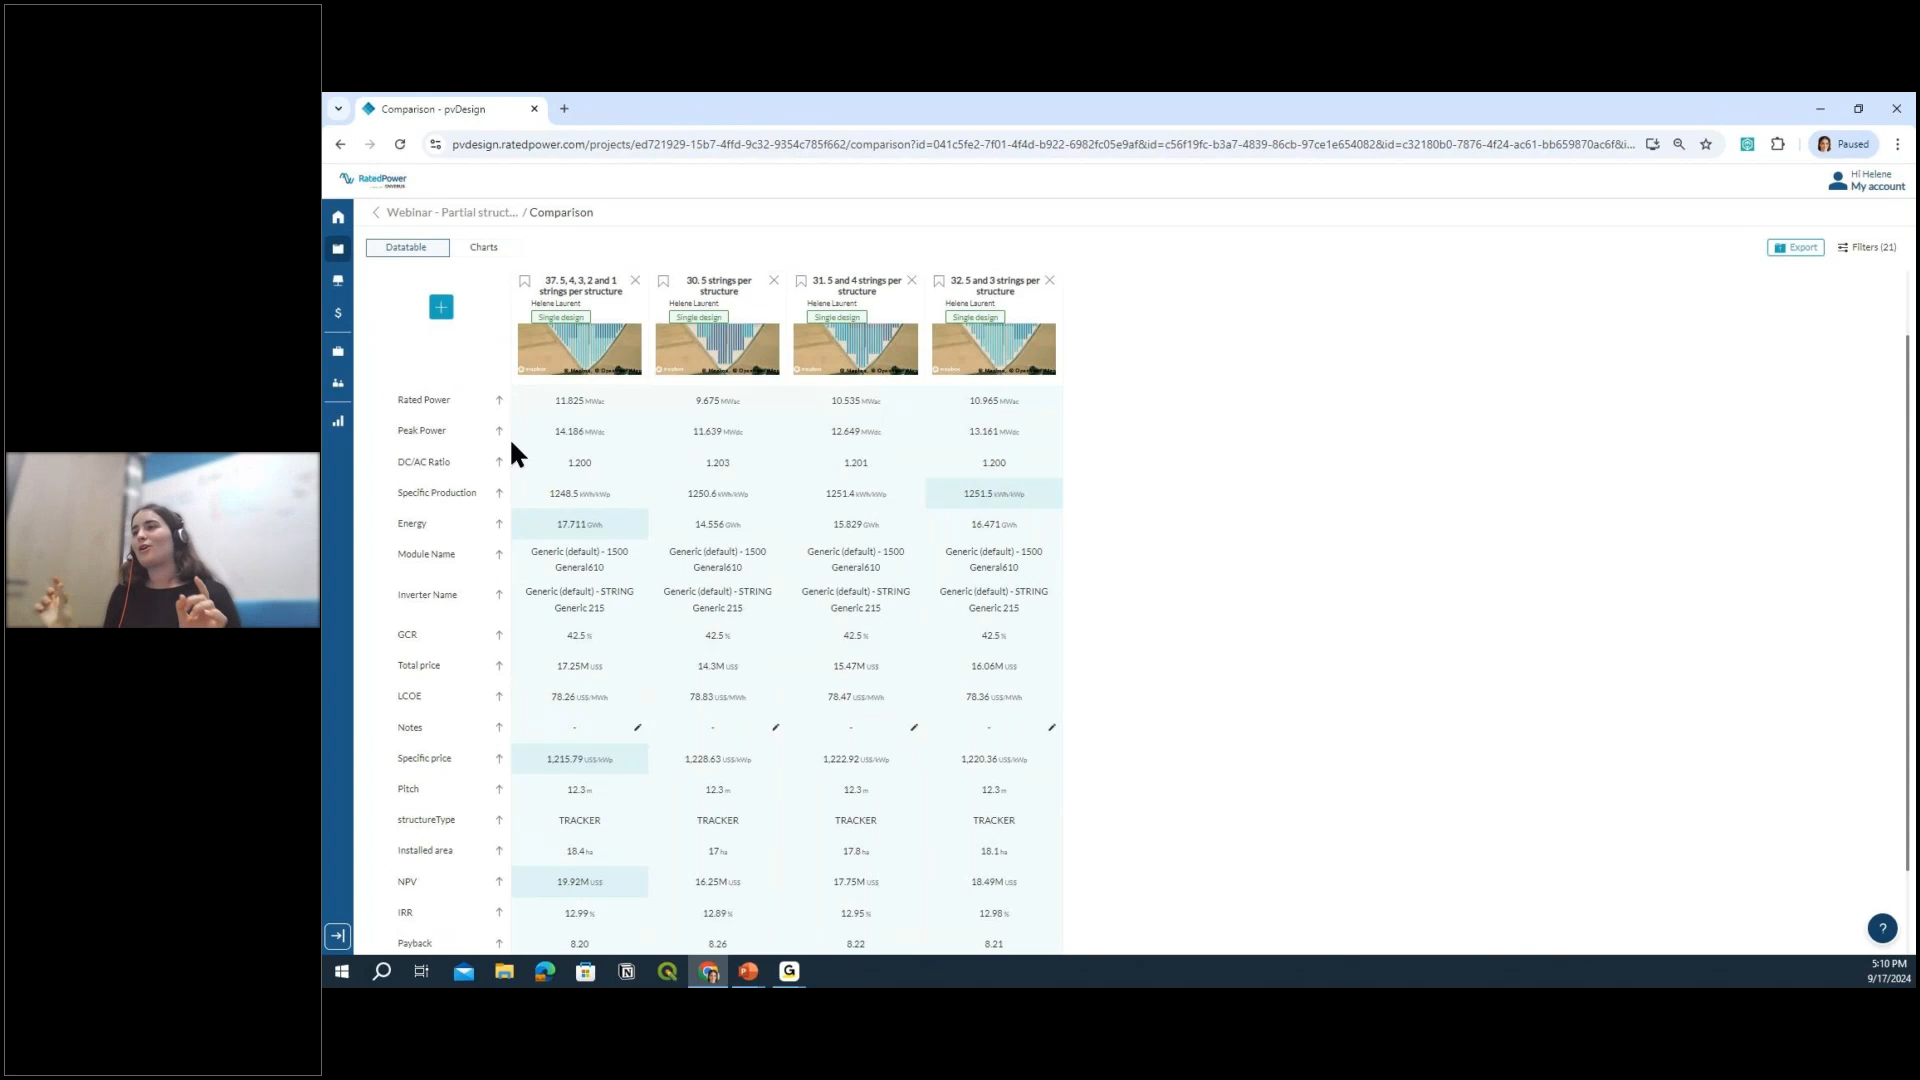 Comparison - pvDesign
pvdesign.ratedpower.com/projects/ed721929-15b7-4ffd-9c32-9354c785f662/comparison?id=041c5fe2-7f01-4f4d-b922-6982fc05e9af&id=c56f19fc-b3a7-4839-86cb-97ce1e654082&id=c32180b0-7876-4f24-ac61-bb659870ac6f&i...
Paused
RatedPower
Hi Helene
My account
Webinar - Partial struct... / Comparison
Datatable Charts
Export Filters (21)
37. 5, 4, 3, 2 and 1 strings per structure
Helene Laurent
Single design
30. 5 strings per structure
Helene Laurent
Single design
31. 5 and 4 strings per structure
Helene Laurent
Single design
32. 5 and 3 strings per structure
Helene Laurent
Single design
Rated Power 11.825 MWac 9.675 MWac 10.535 MWac 10.965 MWac
Peak Power 14.186 MWdc 11.639 MWdc 12.649 MWdc 13.161 MWdc
DC/AC Ratio 1.200 1.203 1.201 1.200
Specific Production 1248.5 kWh/kWp 1250.6 kWh/kWp 1251.4 kWh/kWp 1251.5 kWh/kWp
Energy 17.711 GWh 14.556 GWh 15.829 GWh 16.471 GWh
Module Name Generic (default) - 1500 General610 Generic (default) - 1500 General610 Generic (default) - 1500 General610 Generic (default) - 1500 General610
Inverter Name Generic (default) - STRING Generic 215 Generic (default) - STRING Generic 215 Generic (default) - STRING Generic 215 Generic (default) - STRING Generic 215
GCR 42.5 % 42.5 % 42.5 % 42.5 %
Total price 17.25M US$ 14.3M US$ 15.47M US$ 16.06M US$
LCOE 78.26 US$/MWh 78.83 US$/MWh 78.47 US$/MWh 78.36 US$/MWh
Notes - - - -
Specific price 1,215.79 US$/kWp 1,228.63 US$/kWp 1,222.92 US$/kWp 1,220.36 US$/kWp
Pitch 12.3 m 12.3 m 12.3 m 12.3 m
structureType TRACKER TRACKER TRACKER TRACKER
Installed area 18.4 ha 17 ha 17.8 ha 18.1 ha
NPV 19.92M US$ 16.25M US$ 17.75M US$ 18.49M US$
IRR 12.99 % 12.89 % 12.95 % 12.98 %
Payback 8.20 8.26 8.22 8.21
?
5:10 PM
9/17/2024